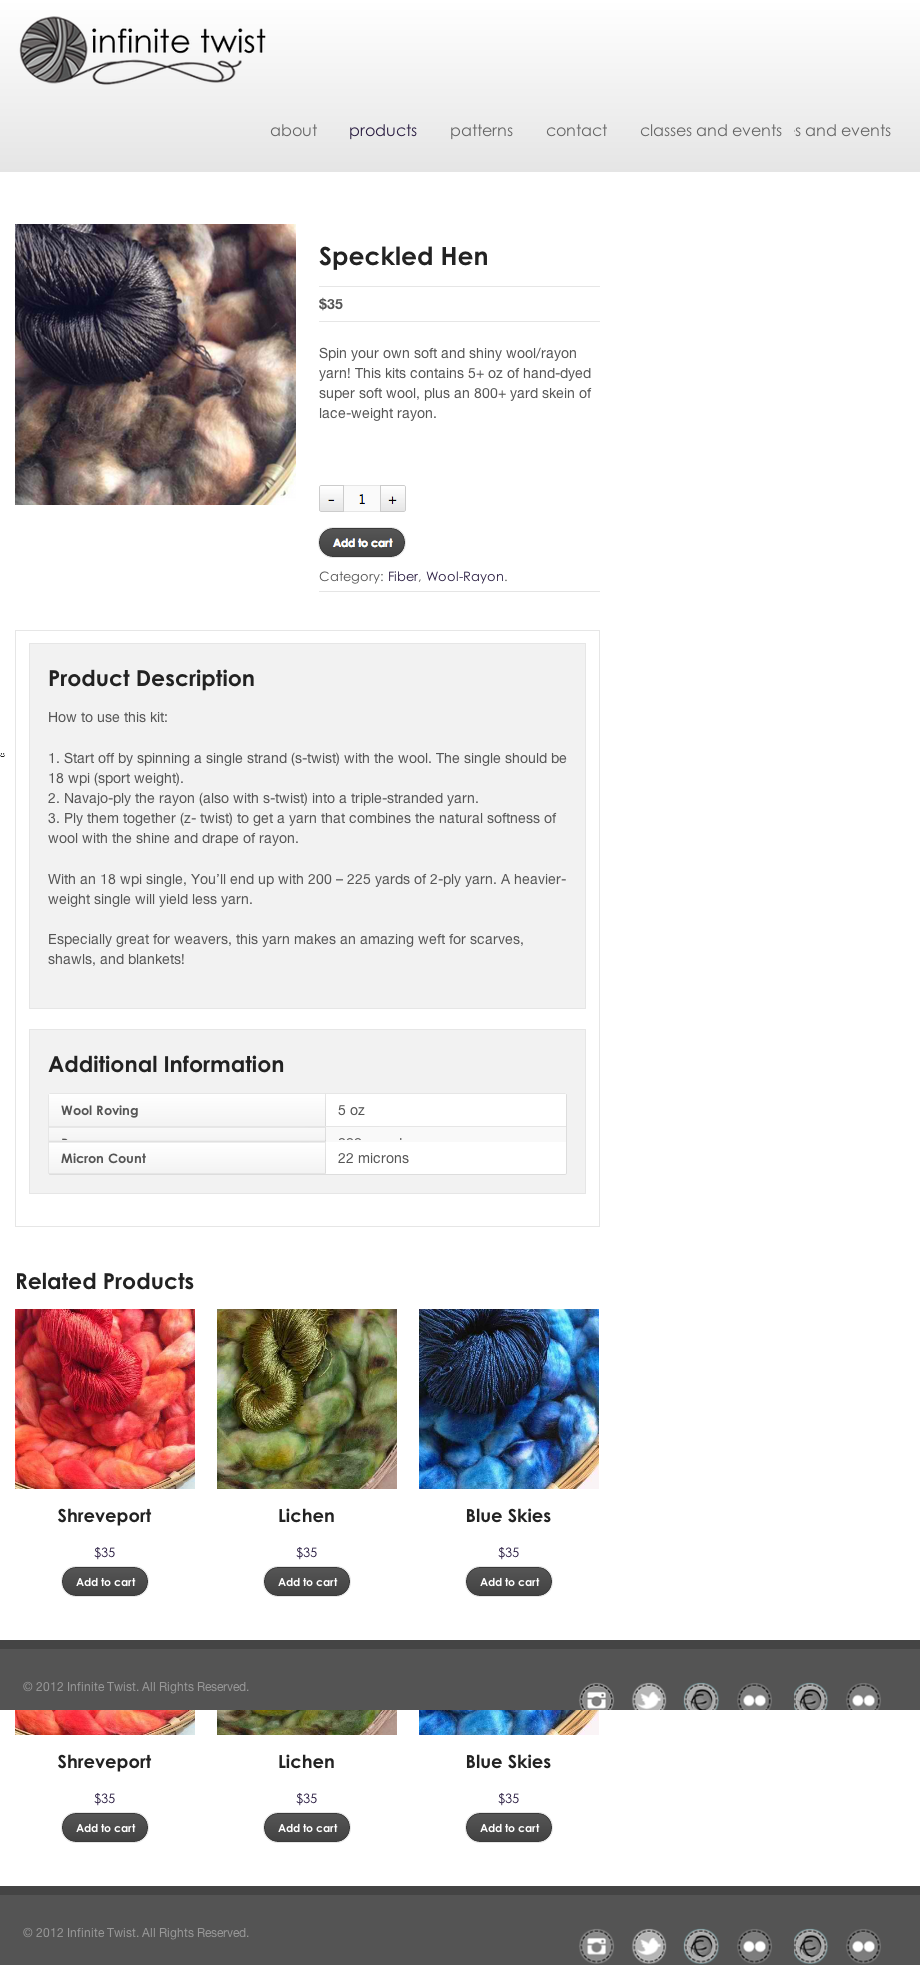 infinite twist
about products patterns contact classes and events s and events
Speckled Hen
$35
Spin your own soft and shiny wool/rayon
yarn! This kits contains 5+ oz of hand-dyed
super soft wool, plus an 800+ yard skein of
lace-weight rayon.
- 1 +
Add to cart
Category: Fiber, Wool-Rayon.
Product Description
How to use this kit:
1. Start off by spinning a single strand (s-twist) with the wool. The single should be
18 wpi (sport weight).
2. Navajo-ply the rayon (also with s-twist) into a triple-stranded yarn.
3. Ply them together (z- twist) to get a yarn that combines the natural softness of
wool with the shine and drape of rayon.
With an 18 wpi single, You’ll end up with 200 – 225 yards of 2-ply yarn. A heavier-
weight single will yield less yarn.
Especially great for weavers, this yarn makes an amazing weft for scarves,
shawls, and blankets!
Additional Information
Wool Roving 5 oz
Micron Count 22 microns
Related Products
Shreveport Lichen Blue Skies
$35 $35 $35
Add to cart Add to cart Add to cart
© 2012 Infinite Twist. All Rights Reserved.
Shreveport Lichen Blue Skies
$35 $35 $35
Add to cart Add to cart Add to cart
© 2012 Infinite Twist. All Rights Reserved.